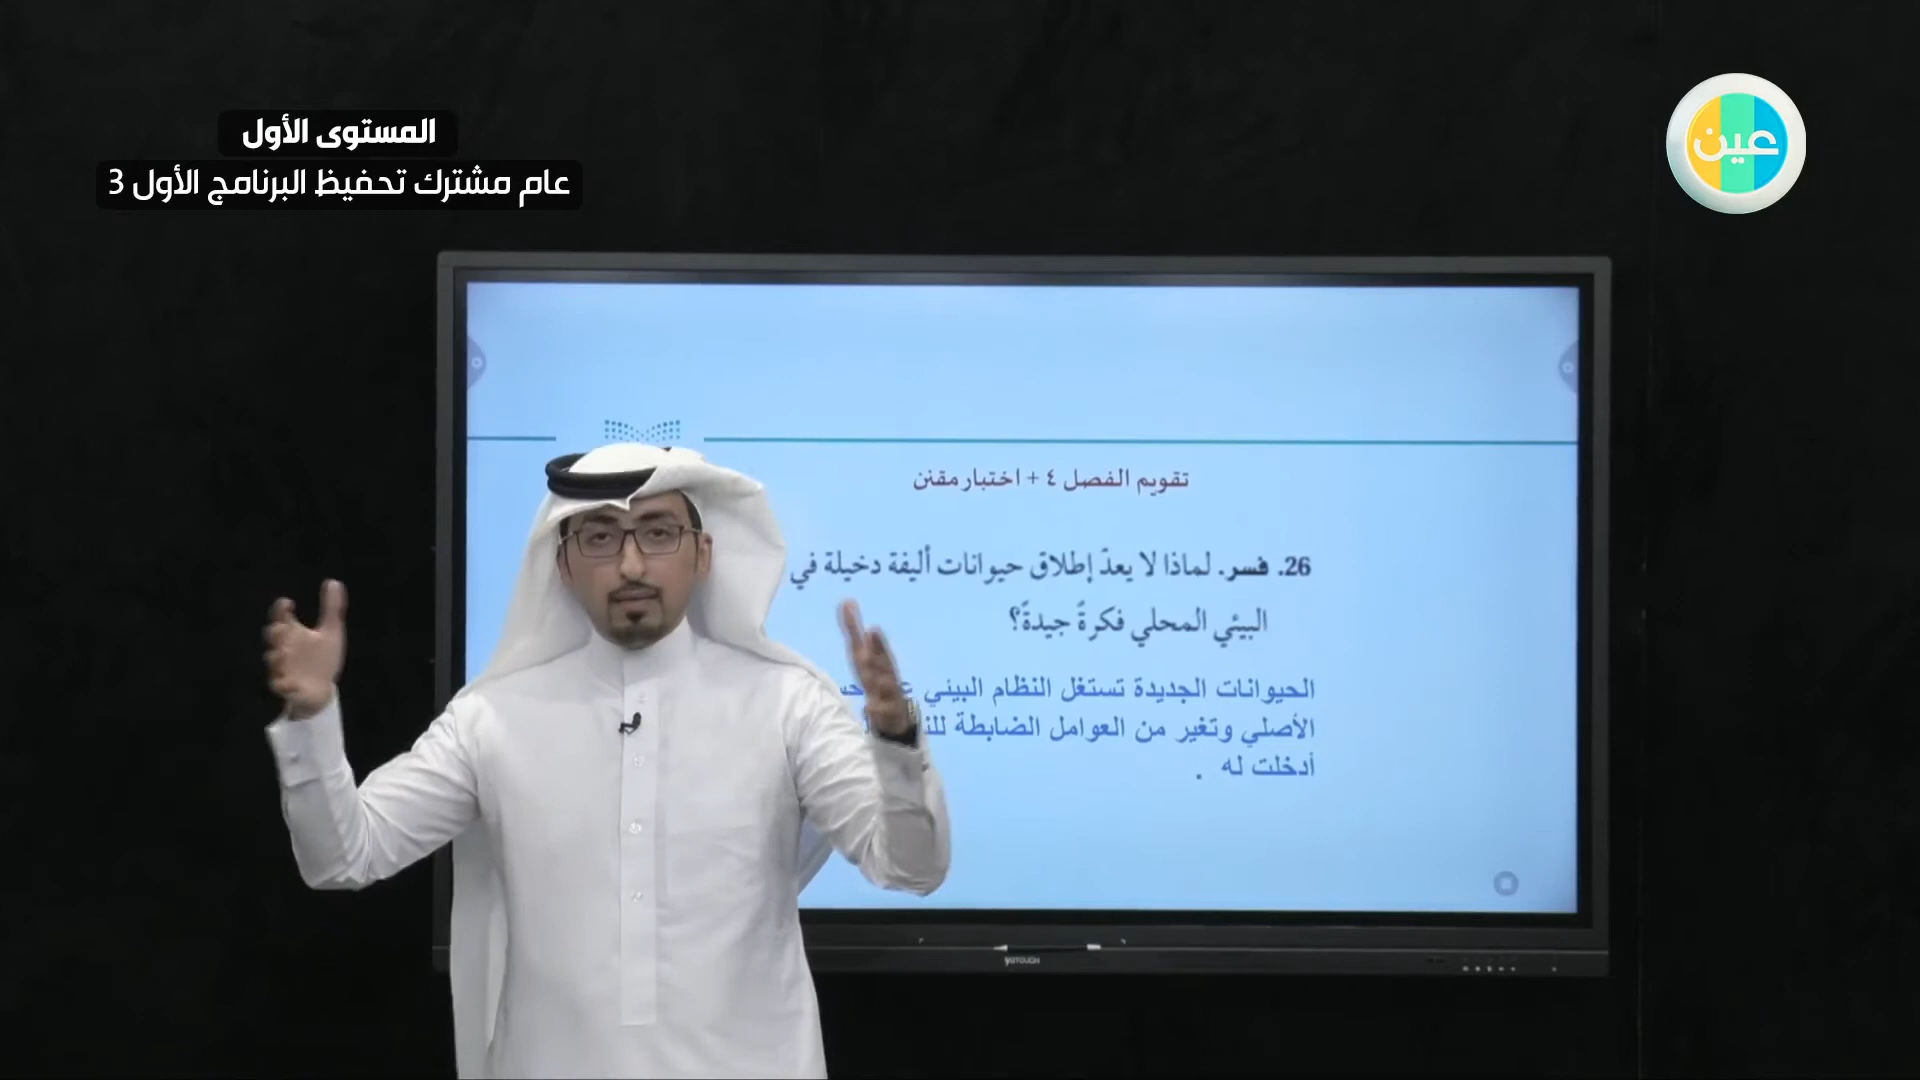 المستوى الأول
عام مشترك تحفيظ البرنامج الأول 3
عين
تقويم الفصل ٤ + اختبار مقنن
26. فسر. لماذا لا يعدّ إطلاق حيوانات أليفة دخيلة في
البيئي المحلي فكرةً جيدةً؟
الحيوانات الجديدة تستغل النظام البيئي
الأصلي وتغير من العوامل الضابطة
أدخلت له .